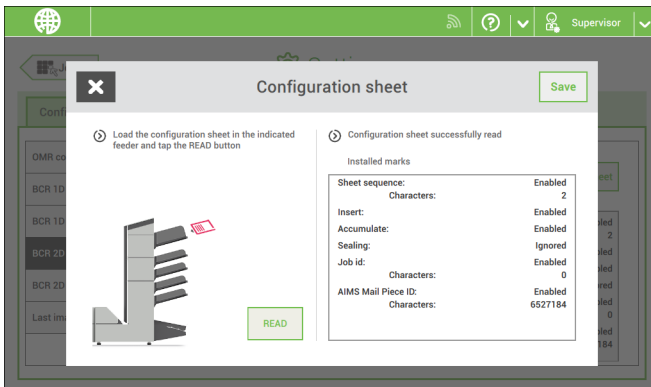 Supervisor
Configuration sheet
Save
Load the configuration sheet in the indicated
feeder and tap the READ button
READ
Configuration sheet successfully read
Installed marks
Sheet sequence: Enabled
Characters: 2
Insert: Enabled
Accumulate: Enabled
Sealing: Ignored
Job id: Enabled
Characters: 0
AIMS Mail Piece ID: Enabled
Characters: 6527184
OMR co
BCR 1D
BCR 1D
BCR 2D
BCR 2D
Last ima